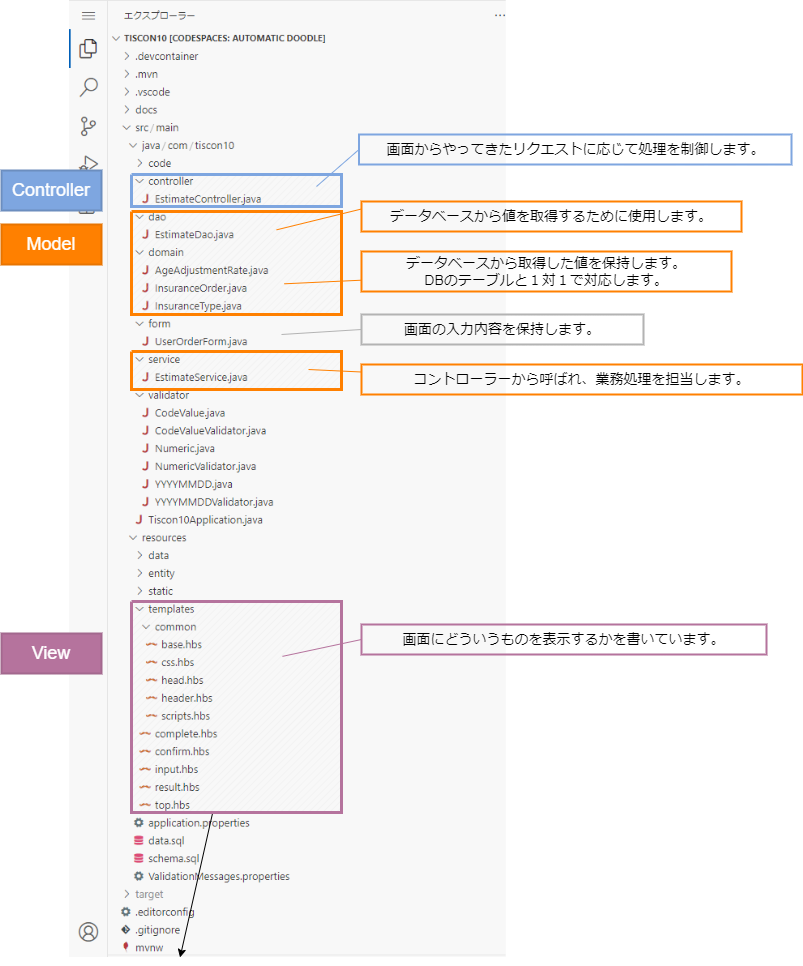 エクスプローラー
...
TISCON10 [CODESPACES: AUTOMATIC DOODLE]
.devcontainer
.mvn
.vscode
docs
src / main
java / com / tiscon10
画面からやってきたリクエストに応じて処理を制御します。
code
Controller
controller
EstimateController.java
dao
データベースから値を取得するために使用します。
Model
EstimateDao.java
domain
データベースから取得した値を保持します。
DBのテーブルと１対１で対応します。
AgeAdjustmentRate.java
InsuranceOrder.java
InsuranceType.java
form
画面の入力内容を保持します。
UserOrderForm.java
service
EstimateService.java
コントローラーから呼ばれ、業務処理を担当します。
validator
CodeValue.java
CodeValueValidator.java
Numeric.java
NumericValidator.java
YYYYMMDD.java
YYYYMMDDValidator.java
Tiscon10Application.java
resources
data
entity
static
templates
common
画面にどういうものを表示するかを書いています。
View
base.hbs
css.hbs
head.hbs
header.hbs
scripts.hbs
complete.hbs
confirm.hbs
input.hbs
result.hbs
top.hbs
application.properties
data.sql
schema.sql
ValidationMessages.properties
target
.editorconfig
.gitignore
mvnw